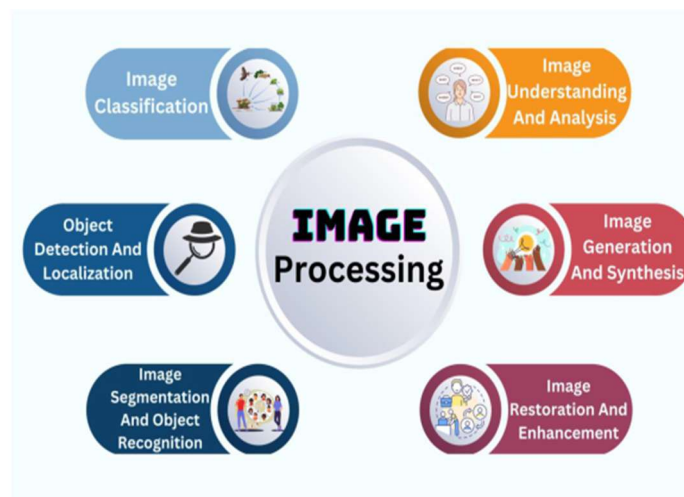 Image
Classification
Object
Detection And
Localization
Image
Segmentation
And Object
Recognition
IMAGE
Processing
Image
Understanding
And Analysis
Image
Generation
And Synthesis
Image
Restoration And
Enhancement